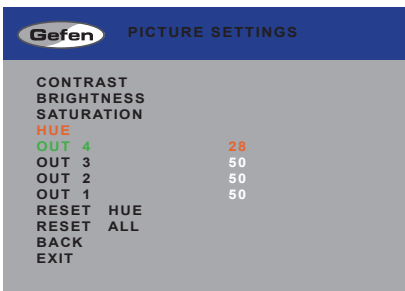 Gefen PICTURE SETTINGS
CONTRAST
BRIGHTNESS
SATURATION
HUE
OUT 4 28
OUT 3 50
OUT 2 50
OUT 1 50
RESET HUE
RESET ALL
BACK
EXIT